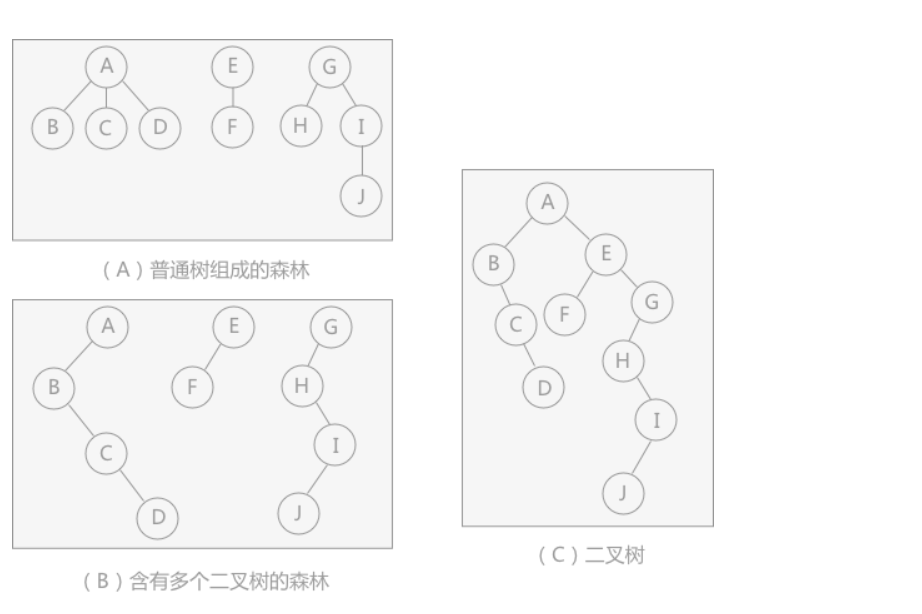 A E G
B C D F H I
J
（A）普通树组成的森林
A E G
B F H
C I
D J
（B）含有多个二叉树的森林
A
B E
C F G
D H
I
J
（C）二叉树